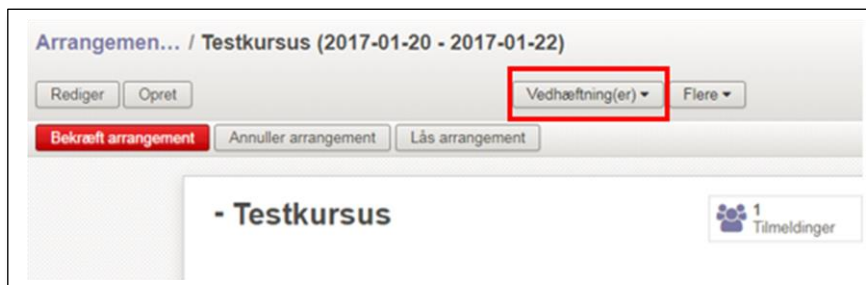 Arrangemen... / Testkursus (2017-01-20 - 2017-01-22)
Rediger Opret Vedhæftning(er) Flere
Bekræft arrangement Annuller arrangement Lås arrangement
- Testkursus
1
Tilmeldinger